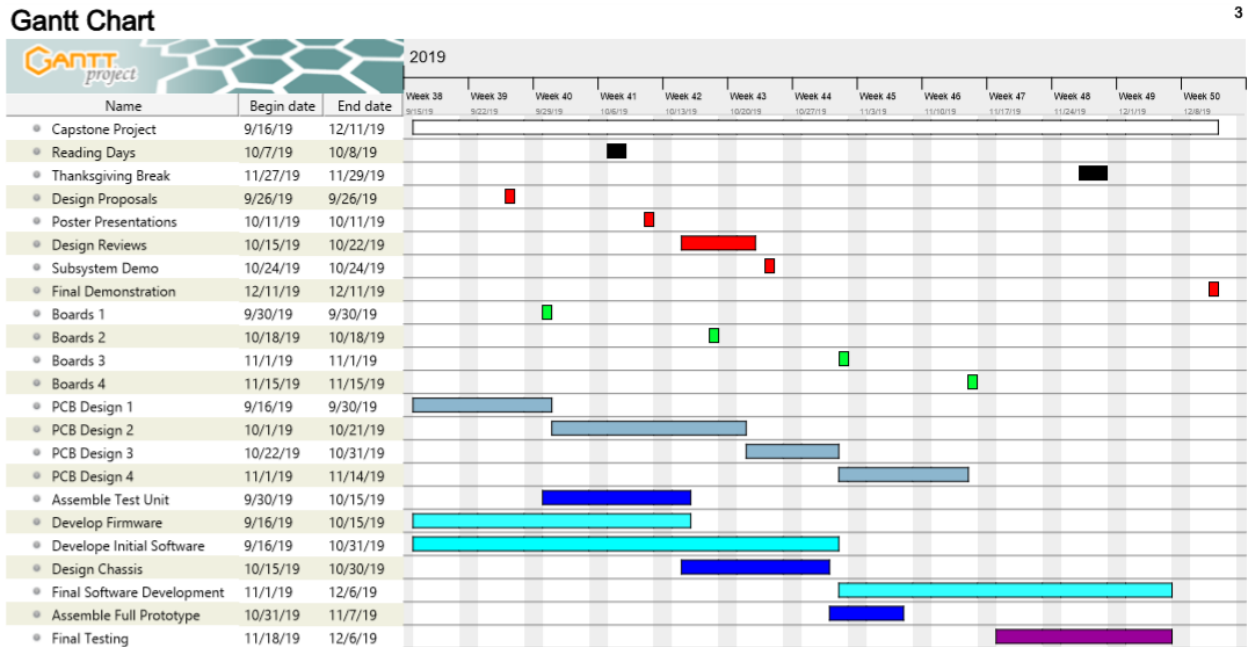 3
Gantt Chart
GANTT project
2019
Name Begin date End date
Week 38 Week 39 Week 40 Week 41 Week 42 Week 43 Week 44 Week 45 Week 46 Week 47 Week 48 Week 49 Week 50
9/15/19 9/22/19 9/29/19 10/6/19 10/13/19 10/20/19 10/27/19 11/3/19 11/10/19 11/17/19 11/24/19 12/1/19 12/8/19
Capstone Project 9/16/19 12/11/19
Reading Days 10/7/19 10/8/19
Thanksgiving Break 11/27/19 11/29/19
Design Proposals 9/26/19 9/26/19
Poster Presentations 10/11/19 10/11/19
Design Reviews 10/15/19 10/22/19
Subsystem Demo 10/24/19 10/24/19
Final Demonstration 12/11/19 12/11/19
Boards 1 9/30/19 9/30/19
Boards 2 10/18/19 10/18/19
Boards 3 11/1/19 11/1/19
Boards 4 11/15/19 11/15/19
PCB Design 1 9/16/19 9/30/19
PCB Design 2 10/1/19 10/21/19
PCB Design 3 10/22/19 10/31/19
PCB Design 4 11/1/19 11/14/19
Assemble Test Unit 9/30/19 10/15/19
Develop Firmware 9/16/19 10/15/19
Develope Initial Software 9/16/19 10/31/19
Design Chassis 10/15/19 10/30/19
Final Software Development 11/1/19 12/6/19
Assemble Full Prototype 10/31/19 11/7/19
Final Testing 11/18/19 12/6/19